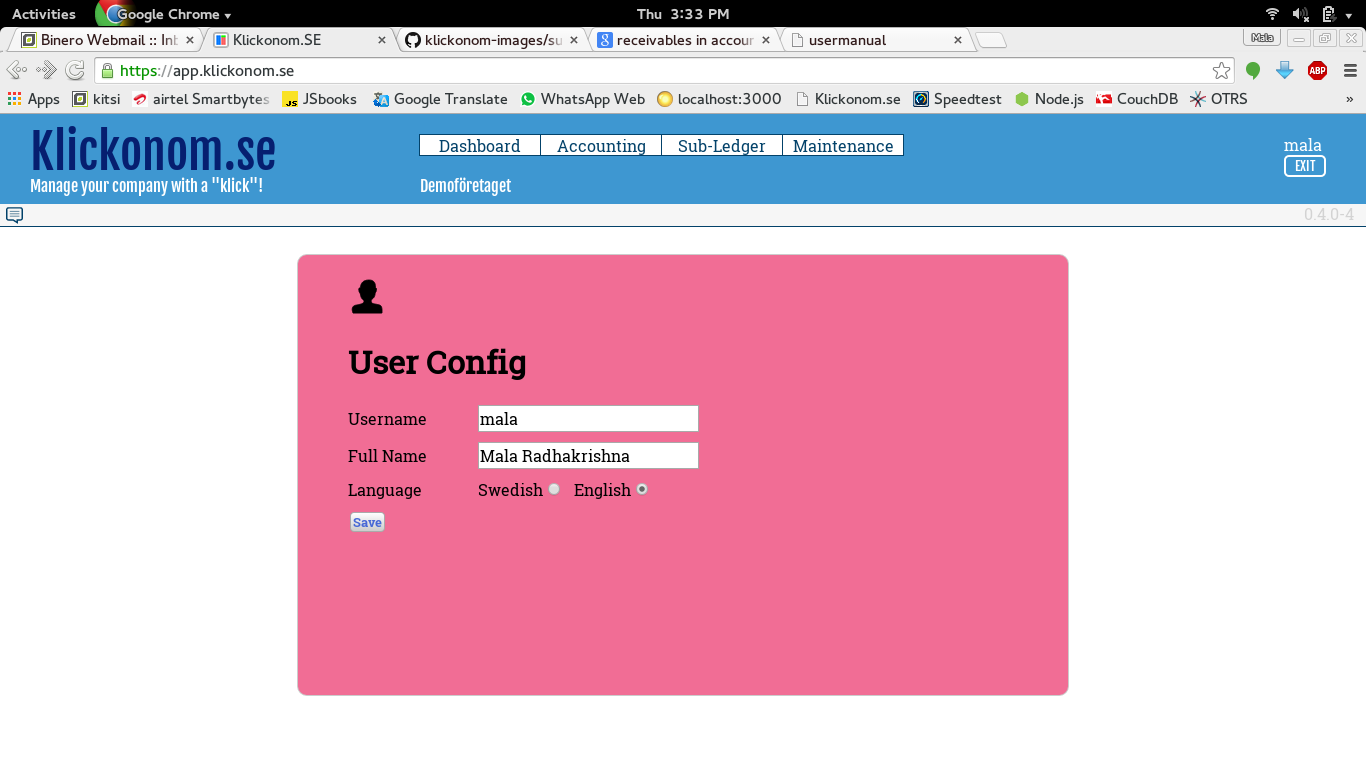 Activities Google Chrome Thu 3:33 PM
Binero Webmail :: Int Klickonom.SE klickonom-images/su receivables in accour usermanual Mala
https://app.klickonom.se ABP
Apps kitsi airtel Smartbytes JS JSbooks Google Translate WhatsApp Web localhost:3000 Klickonom.se Speedtest Node.js CouchDB OTRS »
Klickonom.se
Manage your company with a "klick"!
Dashboard Accounting Sub-Ledger Maintenance
Demoföretaget
mala
EXIT
0.4.0-4
User Config
Username mala
Full Name Mala Radhakrishna
Language Swedish English
Save